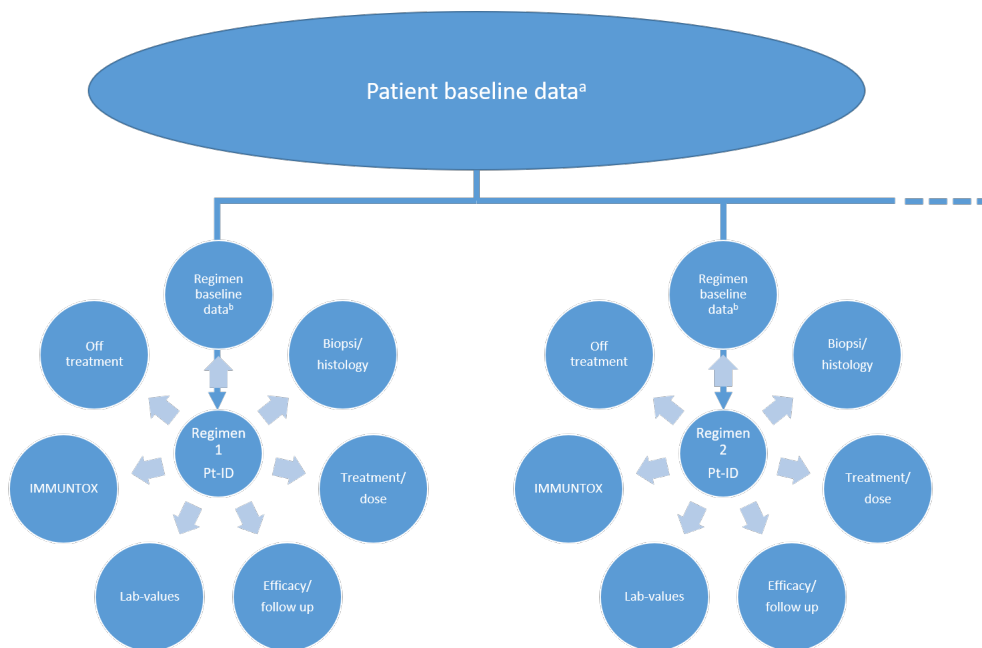 Patient baseline dataᵃ
Regimen
baseline
dataᵇ
Off
treatment
Biopsi/
histology
Regimen
1
Pt-ID
IMMUNTOX
Treatment/
dose
Lab-values
Efficacy/
follow up
Regimen
baseline
dataᵇ
Off
treatment
Biopsi/
histology
Regimen
2
Pt-ID
IMMUNTOX
Treatment/
dose
Lab-values
Efficacy/
follow up